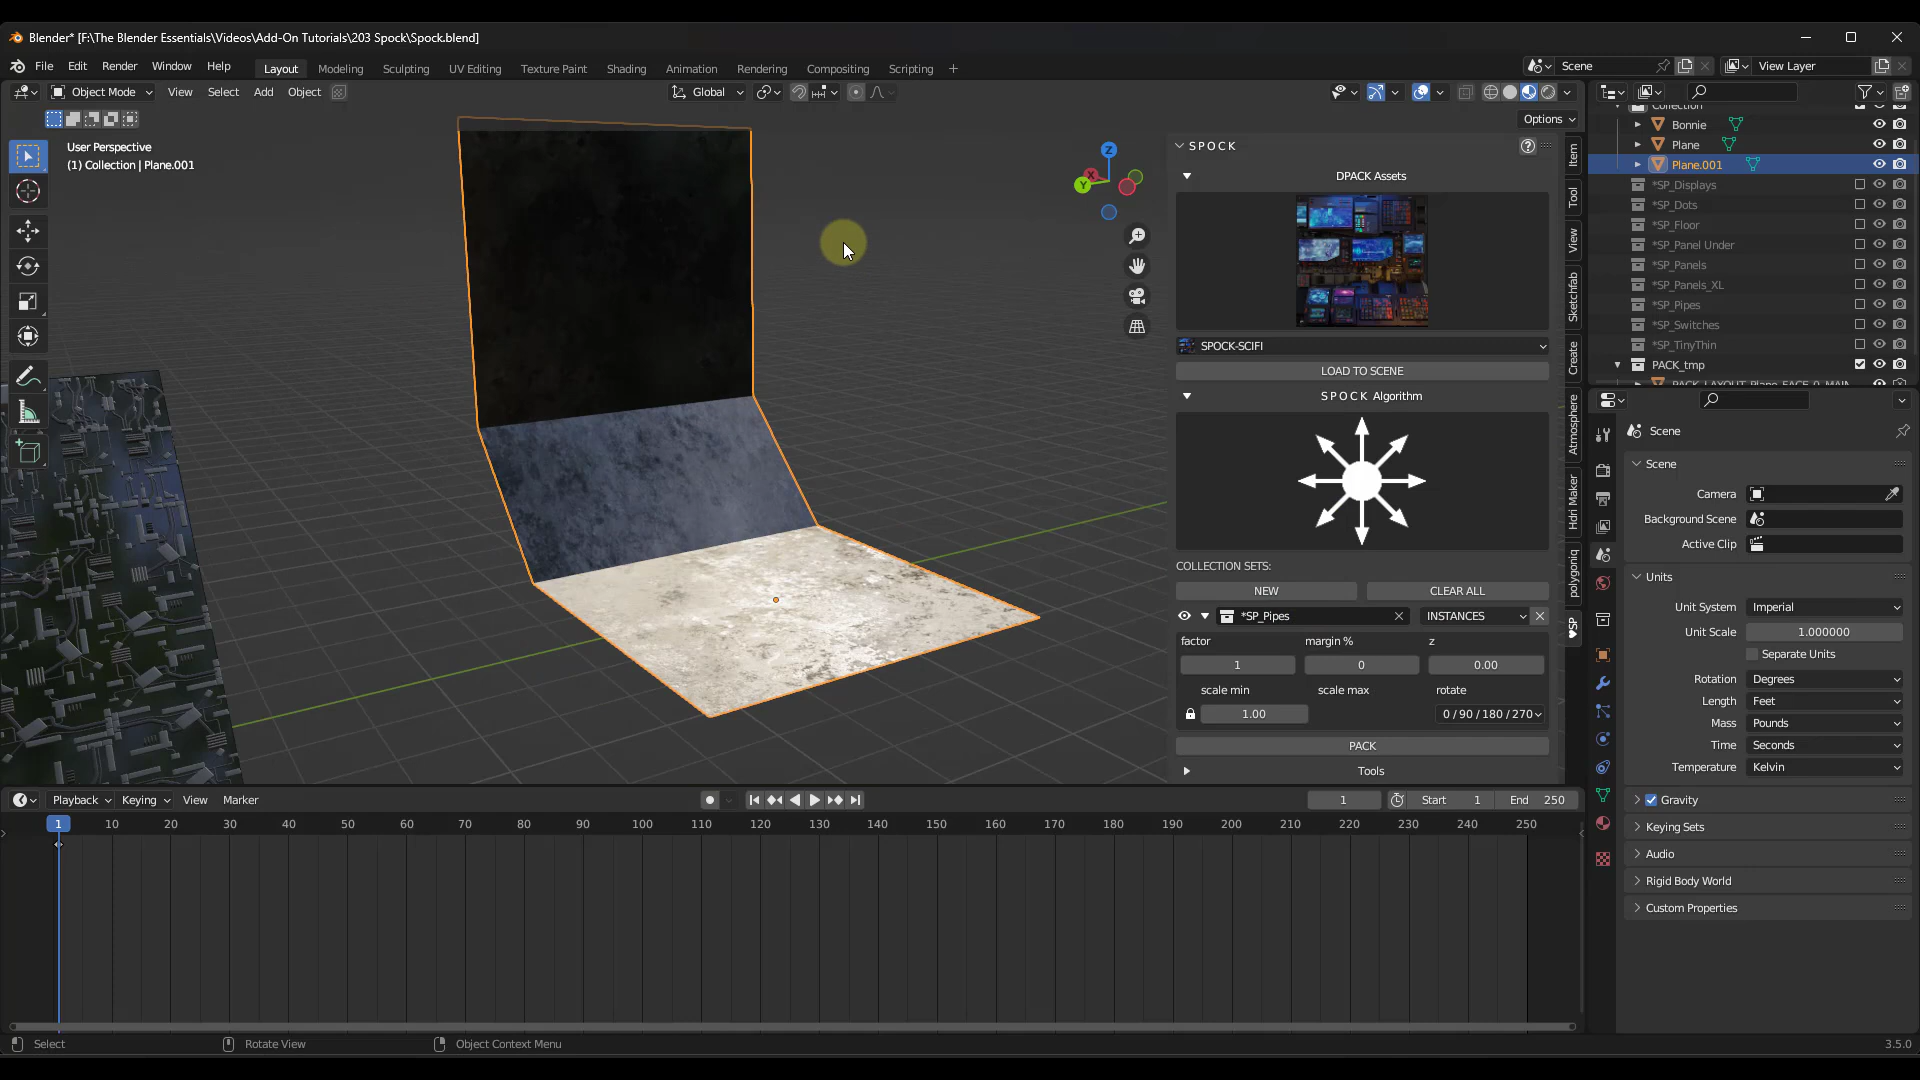 Blender* [F:\The Blender Essentials\Videos\Add-On Tutorials\203 Spock\Spock.blend]
File Edit Render Window Help Layout Modeling Sculpting UV Editing Texture Paint Shading Animation Rendering Compositing Scripting + Scene View Layer
Object Mode View Select Add Object Global
Options
User Perspective
(1) Collection | Plane.001
Z
X
Y
SPOCK
DPACK Assets
SPOCK-SCIFI
LOAD TO SCENE
SPOCK Algorithm
COLLECTION SETS:
NEW CLEAR ALL
*SP_Pipes INSTANCES
factor margin % z
1 0 0.00
scale min scale max rotate
1.00 0 / 90 / 180 / 270
PACK
Tools
Item
Tool
View
Sketchfab
Create
Atmosphere
Hdri Maker
polygoniq
♥SP
Collection
Bonnie
Plane
Plane.001
*SP_Displays
*SP_Dots
*SP_Floor
*SP_Panel Under
*SP_Panels
*SP_Panels_XL
*SP_Pipes
*SP_Switches
*SP_TinyThin
PACK_tmp
PACK_LAYOUT_Plane_FACE_0_MAIN
Scene
Scene
Camera
Background Scene
Active Clip
Units
Unit System Imperial
Unit Scale 1.000000
Separate Units
Rotation Degrees
Length Feet
Mass Pounds
Time Seconds
Temperature Kelvin
Gravity
Keying Sets
Audio
Rigid Body World
Custom Properties
Playback Keying View Marker 1 Start 1 End 250
1 10 20 30 40 50 60 70 80 90 100 110 120 130 140 150 160 170 180 190 200 210 220 230 240 250
Select Rotate View Object Context Menu 3.5.0